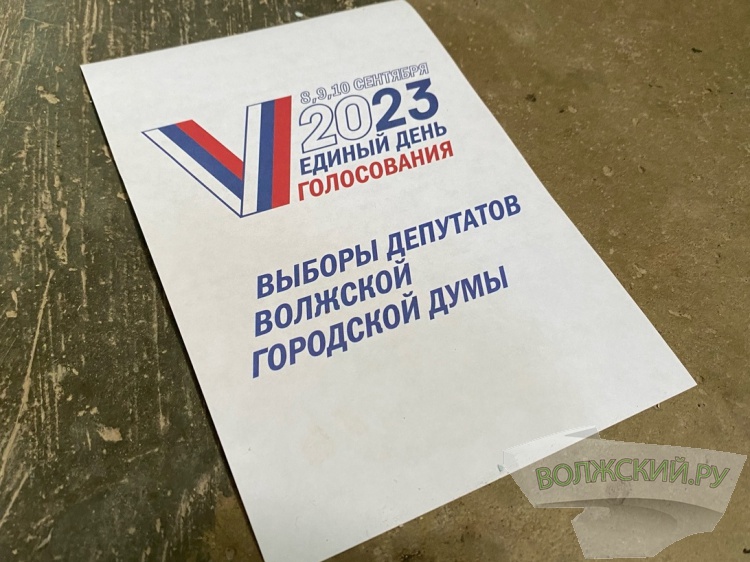 8, 9, 10 СЕНТЯБРЯ
2023
ЕДИНЫЙ ДЕНЬ
ГОЛОСОВАНИЯ
ВЫБОРЫ ДЕПУТАТОВ
ВОЛЖСКОЙ
ГОРОДСКОЙ ДУМЫ
ВОЛЖСКИЙ.РУ